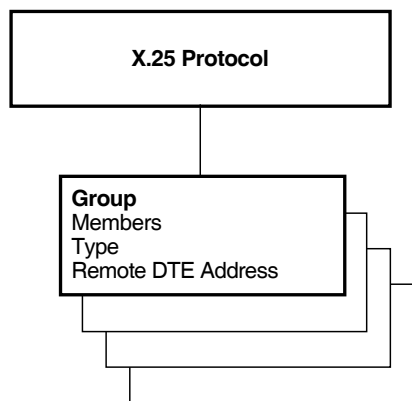 X.25 Protocol
Group
Members
Type
Remote DTE Address